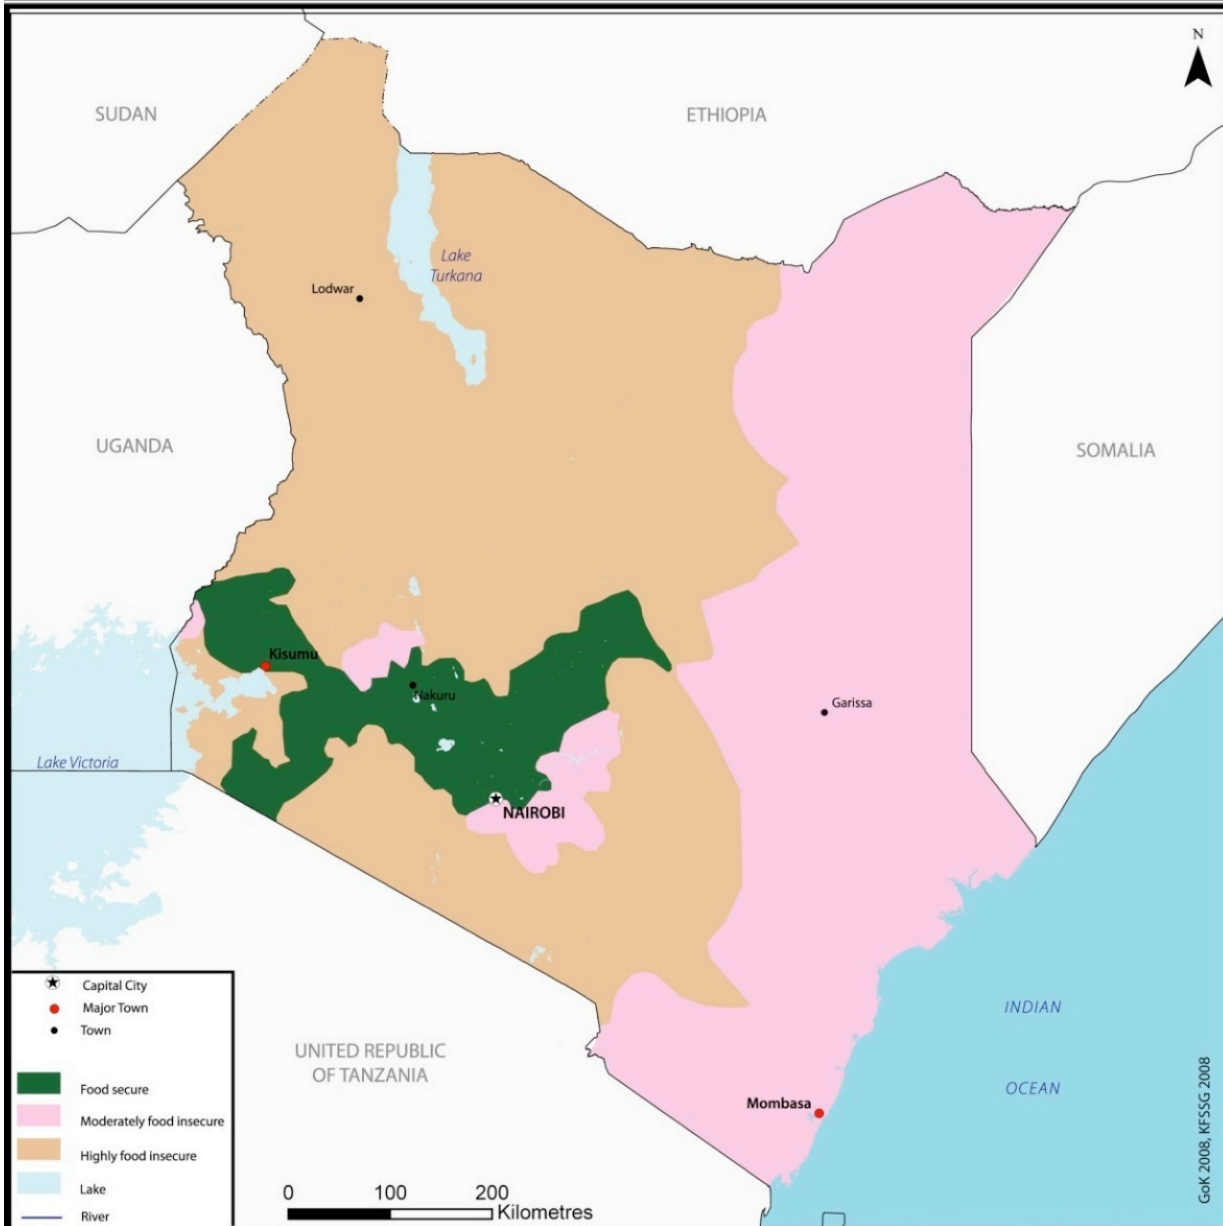 N
SUDAN
ETHIOPIA
Lake
Turkana
Lodwar
UGANDA
SOMALIA
Kisumu
Nakuru
Garissa
Lake Victoria
NAIROBI
Capital City
Major Town
Town
INDIAN
OCEAN
UNITED REPUBLIC
OF TANZANIA
Mombasa
Food secure
Moderately food insecure
Highly food insecure
Lake
River
0 100 200
Kilometres
GoK 2008, KFSSG 2008